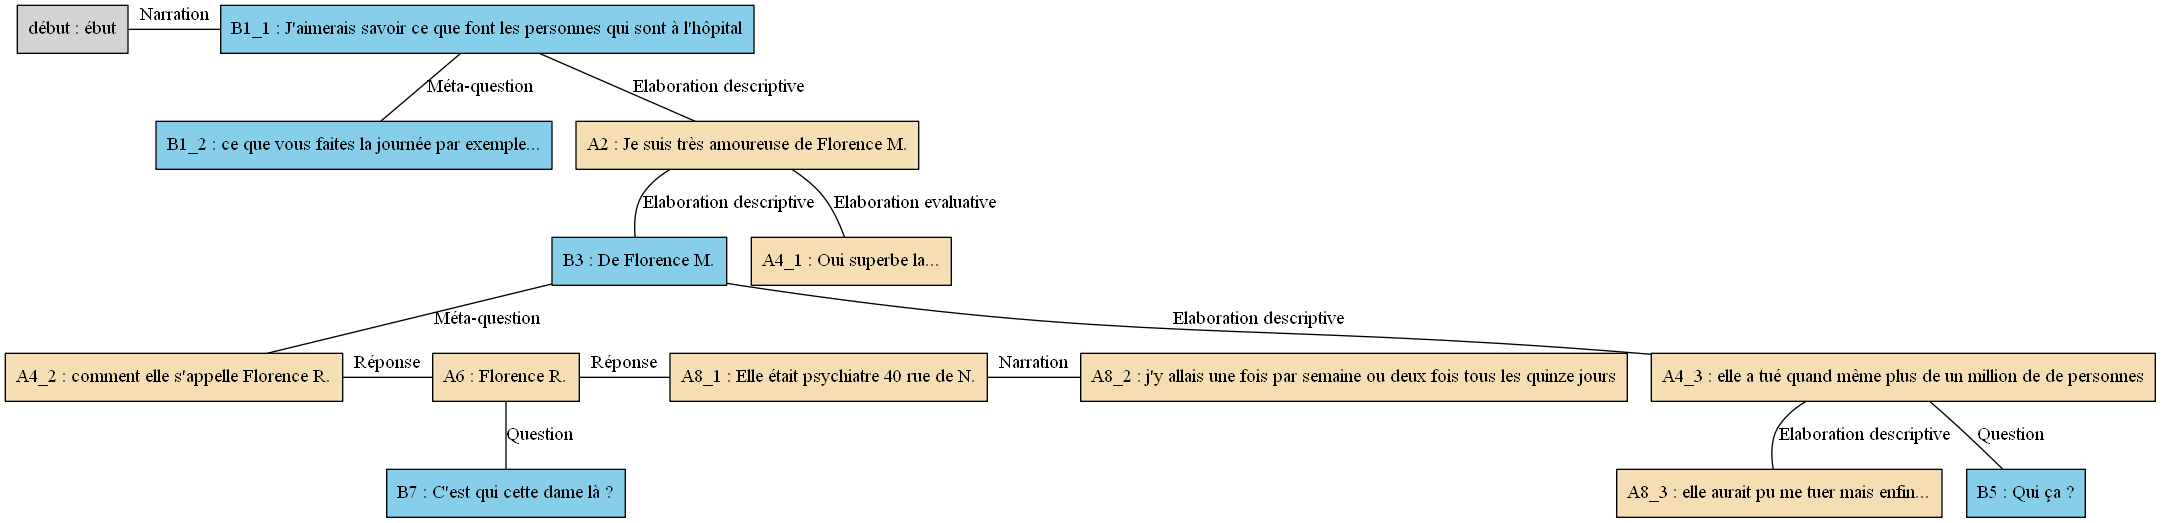 début : ébut
Narration
B1_1 : J'aimerais savoir ce que font les personnes qui sont à l'hôpital
Méta-question
Elaboration descriptive
B1_2 : ce que vous faites la journée par exemple...
A2 : Je suis très amoureuse de Florence M.
Elaboration descriptive
Elaboration evaluative
B3 : De Florence M.
A4_1 : Oui superbe la...
Méta-question
Elaboration descriptive
A4_2 : comment elle s'appelle Florence R.
Réponse
A6 : Florence R.
Réponse
A8_1 : Elle était psychiatre 40 rue de N.
Narration
A8_2 : j'y allais une fois par semaine ou deux fois tous les quinze jours
A4_3 : elle a tué quand même plus de un million de de personnes
Question
Elaboration descriptive
Question
B7 : C'est qui cette dame là ?
A8_3 : elle aurait pu me tuer mais enfin...
B5 : Qui ça ?